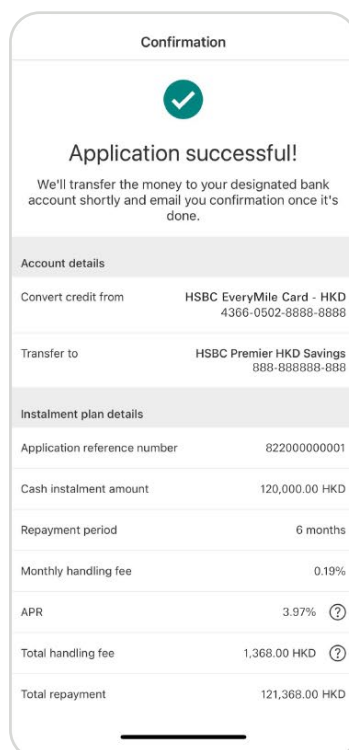 Confirmation
Application successful!
We'll transfer the money to your designated bank
account shortly and email you confirmation once it's
done.
Account details
Convert credit from HSBC EveryMile Card - HKD
4366-0502-8888-8888
Transfer to HSBC Premier HKD Savings
888-888888-888
Instalment plan details
Application reference number 822000000001
Cash instalment amount 120,000.00 HKD
Repayment period 6 months
Monthly handling fee 0.19%
APR 3.97% ?
Total handling fee 1,368.00 HKD ?
Total repayment 121,368.00 HKD